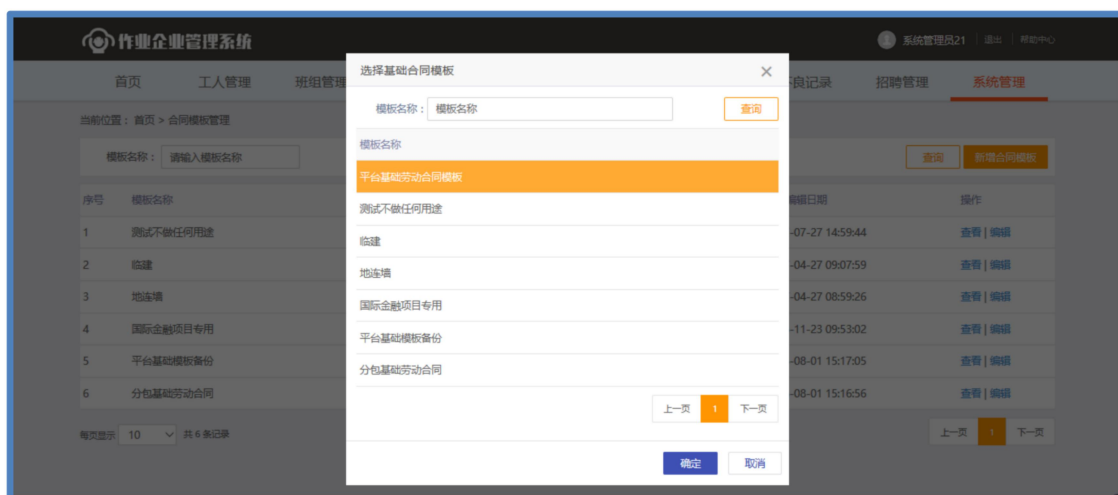 作业企业管理系统
系统管理员21 退出 帮助中心
首页 工人管理 班组管理 不良记录 招聘管理 系统管理
当前位置：首页 > 合同模板管理
模板名称： 请输入模板名称 查询 新增合同模板
序号 模板名称 编辑日期 操作
1 测试不做任何用途 -07-27 14:59:44 查看 | 编辑
2 临建 -04-27 09:07:59 查看 | 编辑
3 地连墙 -04-27 08:59:26 查看 | 编辑
4 国际金融项目专用 -11-23 09:53:02 查看 | 编辑
5 平台基础模板备份 -08-01 15:17:05 查看 | 编辑
6 分包基础劳动合同 -08-01 15:16:56 查看 | 编辑
每页显示 10 共 6 条记录 上一页 1 下一页
选择基础合同模板
模板名称： 模板名称 查询
模板名称
平台基础劳动合同模板
测试不做任何用途
临建
地连墙
国际金融项目专用
平台基础模板备份
分包基础劳动合同
上一页 1 下一页
确定 取消